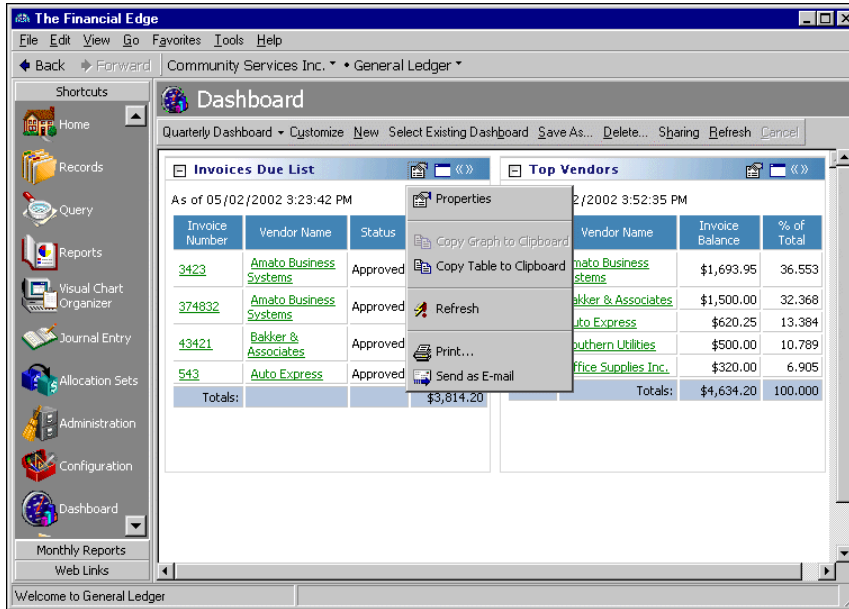 The Financial Edge
File Edit View Go Favorites Tools Help
Back Forward Community Services Inc. • General Ledger
Shortcuts
Home
Records
Query
Reports
Visual Chart
Organizer
Journal Entry
Allocation Sets
Administration
Configuration
Dashboard
Monthly Reports
Web Links
Dashboard
Quarterly Dashboard Customize New Select Existing Dashboard Save As... Delete... Sharing Refresh Cancel
Invoices Due List
As of 05/02/2002 3:23:42 PM
Invoice
Number
Vendor Name
Status
3423 Amato Business
Systems Approved
374832 Amato Business
Systems Approved
43421 Bakker &
Associates Approved
543 Auto Express Approved
Totals: $3,814.20
Properties
Copy Graph to Clipboard
Copy Table to Clipboard
Refresh
Print...
Send as E-mail
Top Vendors
2/2002 3:52:35 PM
Vendor Name
Invoice
Balance
% of
Total
mato Business
stems $1,693.95 36.553
akker & Associates $1,500.00 32.368
uto Express $620.25 13.384
outhern Utilities $500.00 10.789
ffice Supplies Inc. $320.00 6.905
Totals: $4,634.20 100.000
Welcome to General Ledger